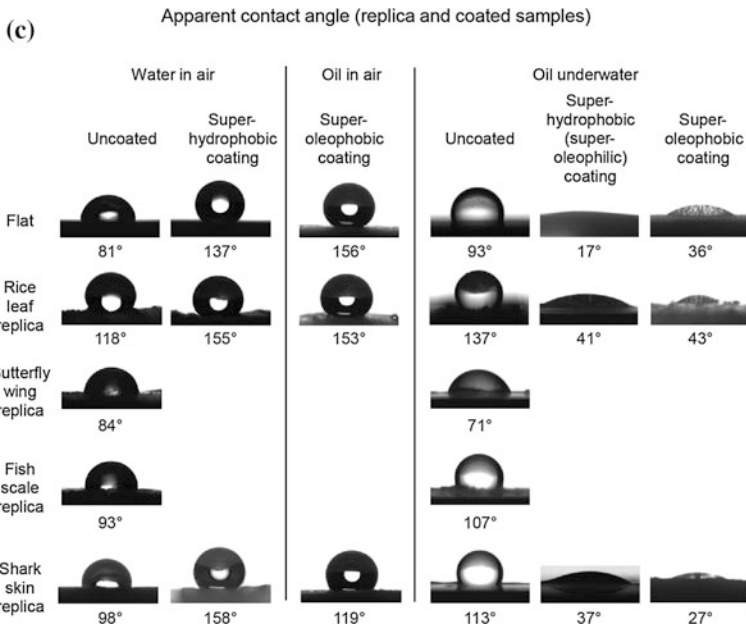 Apparent contact angle (replica and coated samples)
(c)
Water in air
Oil in air
Oil underwater
Uncoated
Super-
hydrophobic
coating
Super-
oleophobic
coating
Uncoated
Super-
hydrophobic
(super-
oleophilic)
coating
Super-
oleophobic
coating
Flat
81° 137° 156° 93° 17° 36°
Rice
leaf
replica
118° 155° 153° 137° 41° 43°
utterfly
wing
replica
84° 71°
Fish
scale
replica
93° 107°
Shark
skin
replica
98° 158° 119° 113° 37° 27°